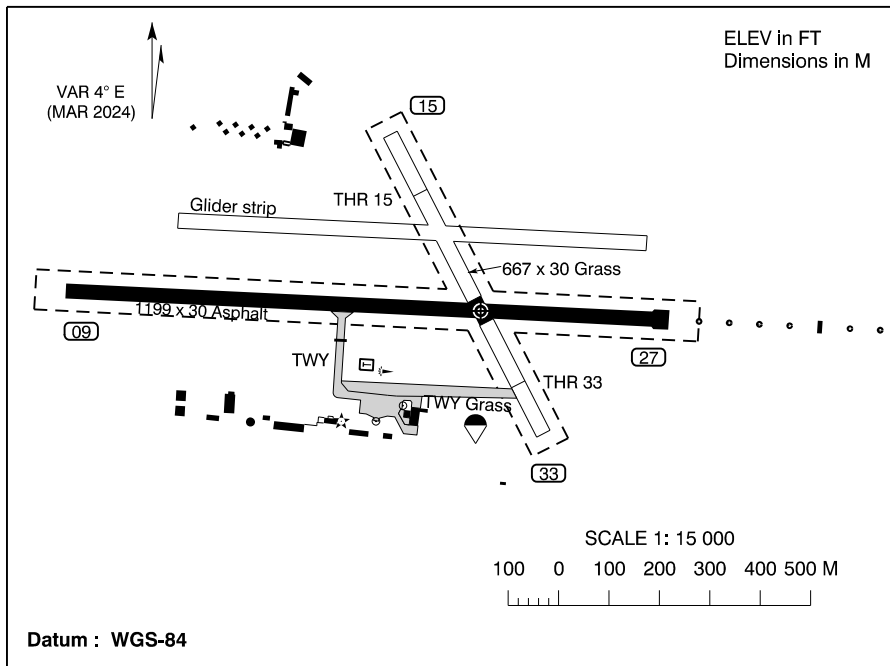 ELEV in FT
Dimensions in M
VAR 4° E
(MAR 2024)
15
THR 15
Glider strip
667 x 30 Grass
1199 x 30 Asphalt
09
27
TWY
T
THR 33
TWY Grass
33
SCALE 1: 15 000
100 0 100 200 300 400 500 M
Datum : WGS-84